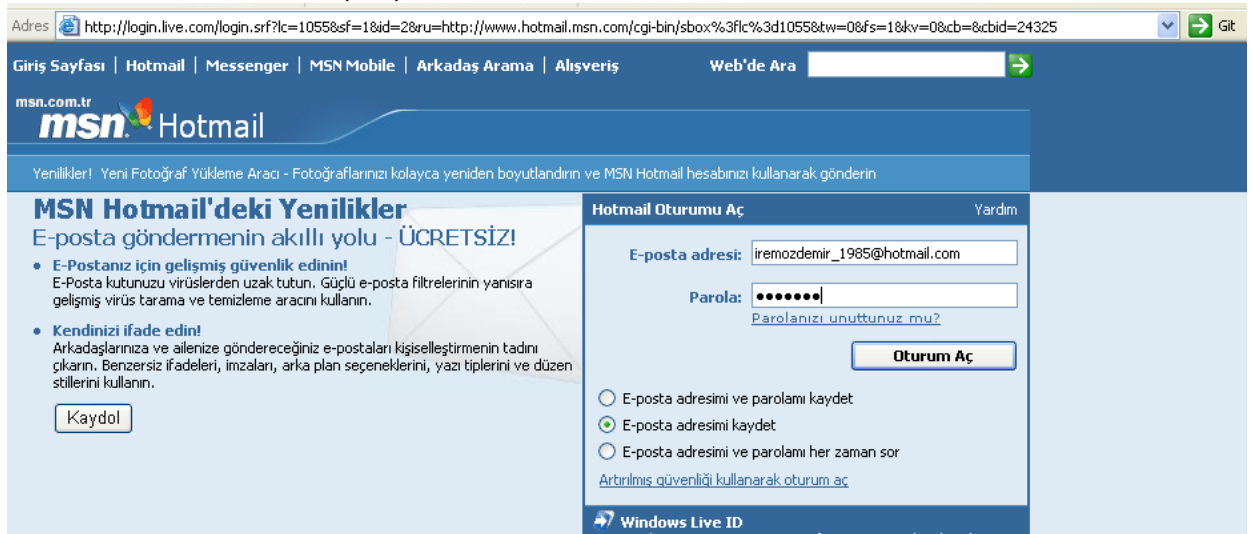 Adres http://login.live.com/login.srf?lc=1055&sf=1&id=2&ru=http://www.hotmail.msn.com/cgi-bin/sbox%3flc%3d1055&tw=0&fs=1&kv=0&cb=&cbid=24325 Git
Giriş Sayfası | Hotmail | Messenger | MSN Mobile | Arkadaş Arama | Alışveriş Web'de Ara
msn.com.tr
msn Hotmail
Yenilikler! Yeni Fotoğraf Yükleme Aracı - Fotoğraflarınızı kolayca yeniden boyutlandırın ve MSN Hotmail hesabınızı kullanarak gönderin
MSN Hotmail'deki Yenilikler
E-posta göndermenin akıllı yolu - ÜCRETSİZ!
• E-Postanız için gelişmiş güvenlik edinin!
E-Posta kutunuzu virüslerden uzak tutun. Güçlü e-posta filtrelerinin yanısıra
gelişmiş virüs tarama ve temizleme aracını kullanın.
• Kendinizi ifade edin!
Arkadaşlarınıza ve ailenize göndereceğiniz e-postaları kişiselleştirmenin tadını
çıkarın. Benzersiz ifadeleri, imzaları, arka plan seçeneklerini, yazı tiplerini ve düzen
stillerini kullanın.
Kaydol
Hotmail Oturumu Aç Yardım
E-posta adresi: iremozdemir_1985@hotmail.com
Parola: •••••••
Parolanızı unuttunuz mu?
Oturum Aç
E-posta adresimi ve parolamı kaydet
E-posta adresimi kaydet
E-posta adresimi ve parolamı her zaman sor
Artırılmış güvenliği kullanarak oturum aç
Windows Live ID